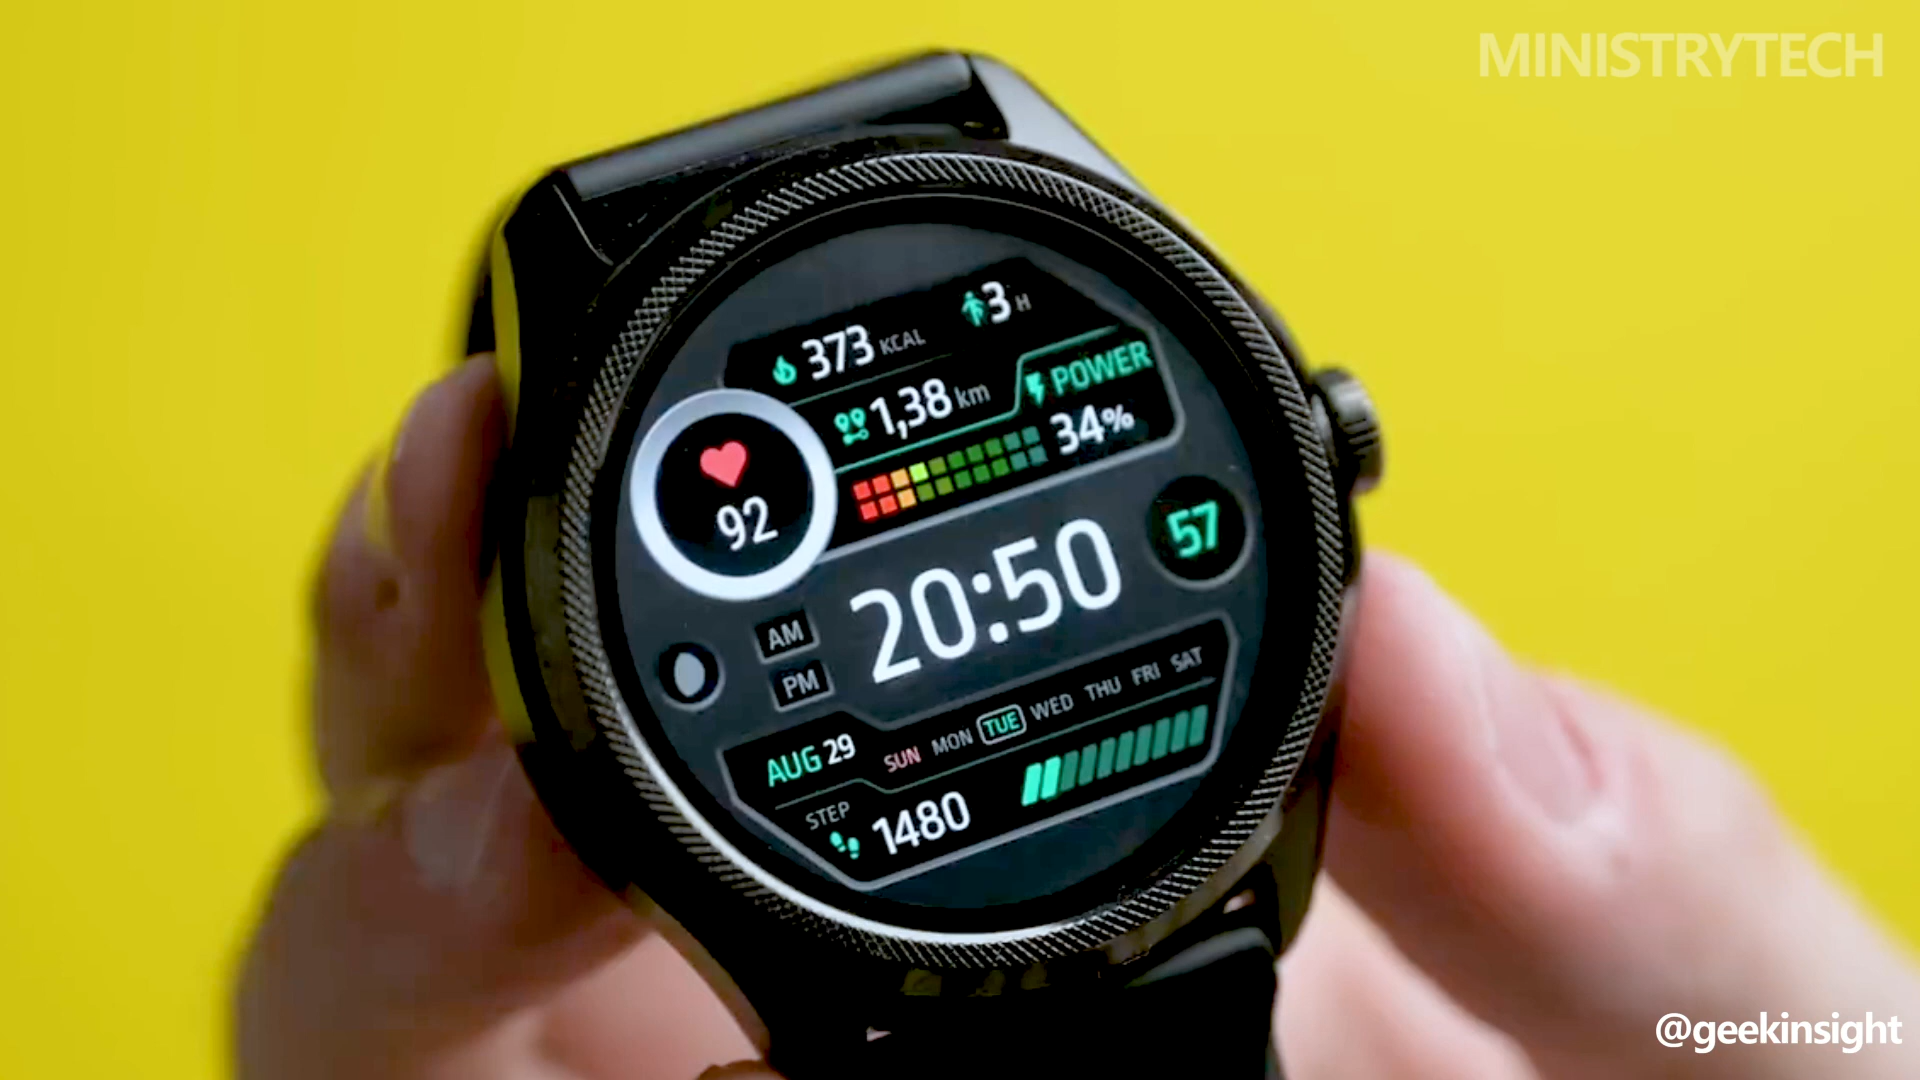 MINISTRYTECH
373 KCAL
3 H
1,38 km
POWER
34%
92
20:50
57
AM
PM
AUG 29
SUN MON TUE WED THU FRI SAT
STEP
1480
@geekinsight